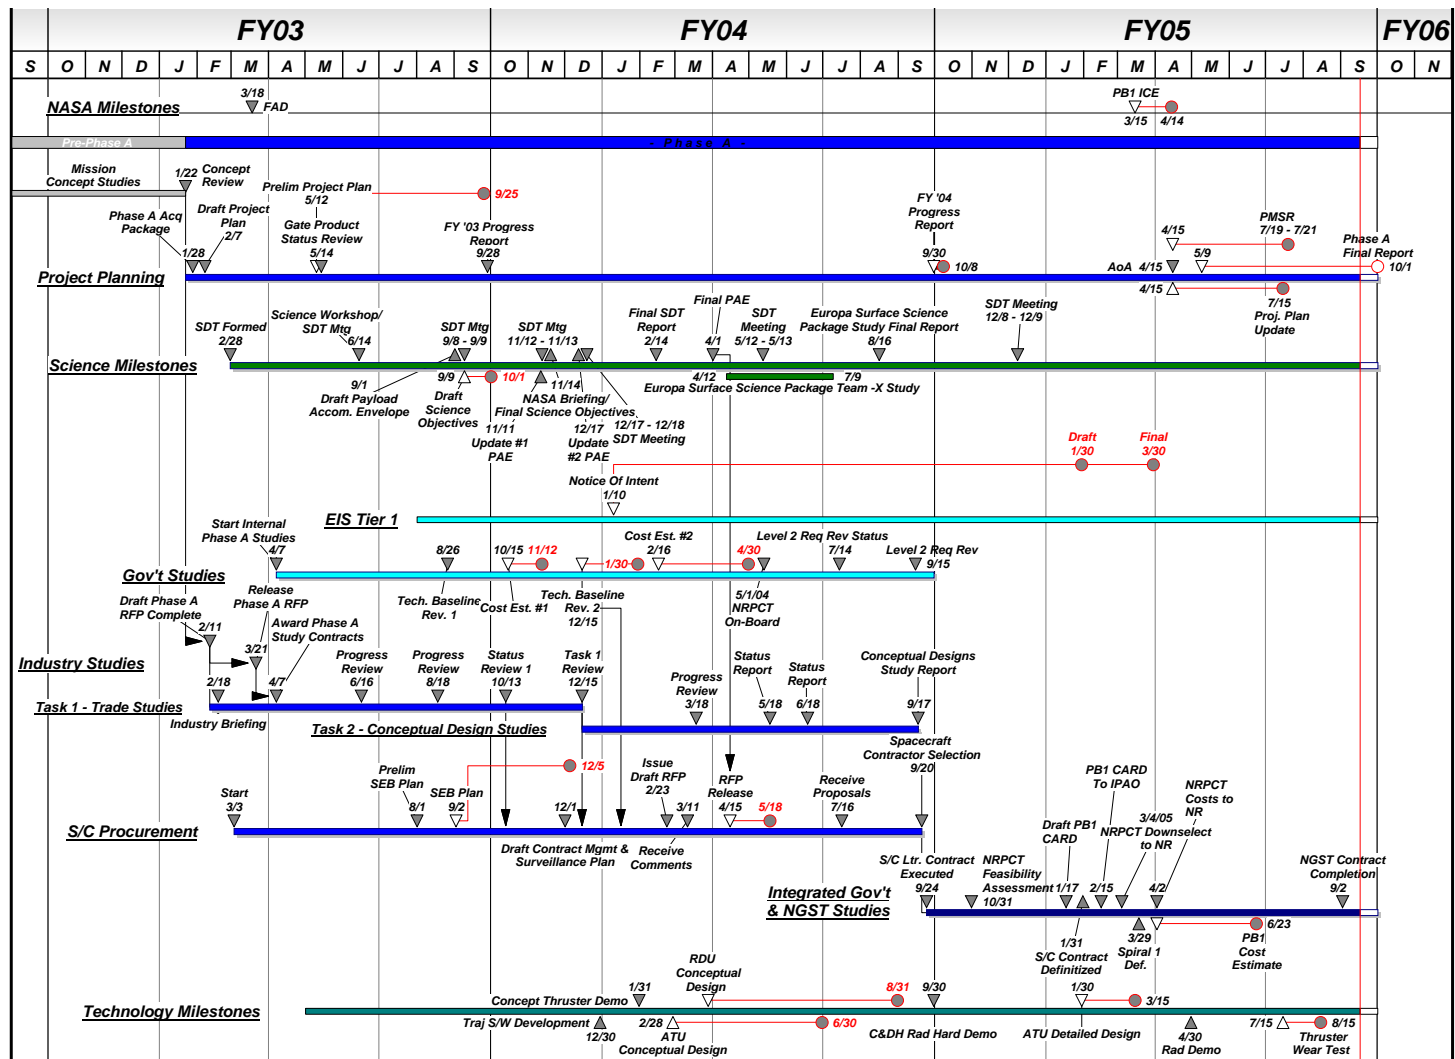 FY03 FY04 FY05 FY06
S O N D J F M A M J J A S O N D J F M A M J J A S O N D J F M A M J J A S O N
NASA Milestones
3/18
FAD
PB1 ICE
3/15 4/14
Pre-Phase A
- Phase A -
Mission
Concept Studies
1/22
Concept
Review
Prelim Project Plan
5/12
9/25
Phase A Acq
Package
Draft Project
Plan
2/7
1/28
Gate Product
Status Review
5/14
FY '03 Progress
Report
9/28
FY '04
Progress
Report
9/30
10/8
4/15
PMSR
7/19 - 7/21
AoA 4/15
5/9
Phase A
Final Report
10/1
4/15
7/15
Proj. Plan
Update
Project Planning
SDT Formed
2/28
Science Workshop/
SDT Mtg
6/14
SDT Mtg
9/8 - 9/9
SDT Mtg
11/12 - 11/13
Final SDT
Report
2/14
Final PAE
4/1
SDT
Meeting
5/12 - 5/13
Europa Surface Science
Package Study Final Report
8/16
SDT Meeting
12/8 - 12/9
Science Milestones
9/1
Draft Payload
Accom. Envelope
9/9
Draft
Science
Objectives
10/1
11/11
Update #1
PAE
11/14
NASA Briefing/
Final Science Objectives
12/17
Update
#2 PAE
12/17 - 12/18
SDT Meeting
4/12
7/9
Europa Surface Science Package Team -X Study
Draft
1/30
Final
3/30
Notice Of Intent
1/10
EIS Tier 1
Start Internal
Phase A Studies
4/7
8/26
10/15
11/12
1/30
Cost Est. #2
2/16
4/30
Level 2 Req Rev Status
7/14
Level 2 Req Rev
9/15
Gov't Studies
Tech. Baseline
Rev. 1
Cost Est. #1
Tech. Baseline
Rev. 2
12/15
5/1/04
NRPCT
On-Board
Draft Phase A
RFP Complete
2/11
Release
Phase A RFP
3/21
Award Phase A
Study Contracts
4/7
Industry Studies
2/18
Progress
Review
6/16
Progress
Review
8/18
Status
Review 1
10/13
Task 1
Review
12/15
Progress
Review
3/18
Status
Report
5/18
Status
Report
6/18
Conceptual Designs
Study Report
9/17
Task 1 - Trade Studies
Industry Briefing
Task 2 - Conceptual Design Studies
Spacecraft
Contractor Selection
9/20
Start
3/3
Prelim
SEB Plan
8/1
SEB Plan
9/2
12/5
12/1
Issue
Draft RFP
2/23
3/11
RFP
Release
4/15
5/18
Receive
Proposals
7/16
S/C Procurement
Draft Contract Mgmt &
Surveillance Plan
Receive
Comments
S/C Ltr. Contract
Executed
9/24
NRPCT
Feasibility
Assessment
10/31
Draft PB1
CARD
1/17
PB1 CARD
To IPAO
2/15
3/4/05
NRPCT Downselect
to NR
NRPCT
Costs to
NR
4/2
NGST Contract
Completion
9/2
Integrated Gov't
& NGST Studies
1/31
S/C Contract
Definitized
3/29
Spiral 1
Def.
6/23
PB1
Cost
Estimate
Concept Thruster Demo
1/31
RDU
Conceptual
Design
8/31
9/30
1/30
3/15
Technology Milestones
Traj S/W Development
12/30
2/28
ATU
Conceptual Design
6/30
C&DH Rad Hard Demo
ATU Detailed Design
4/30
Rad Demo
7/15
8/15
Thruster
Wear Test